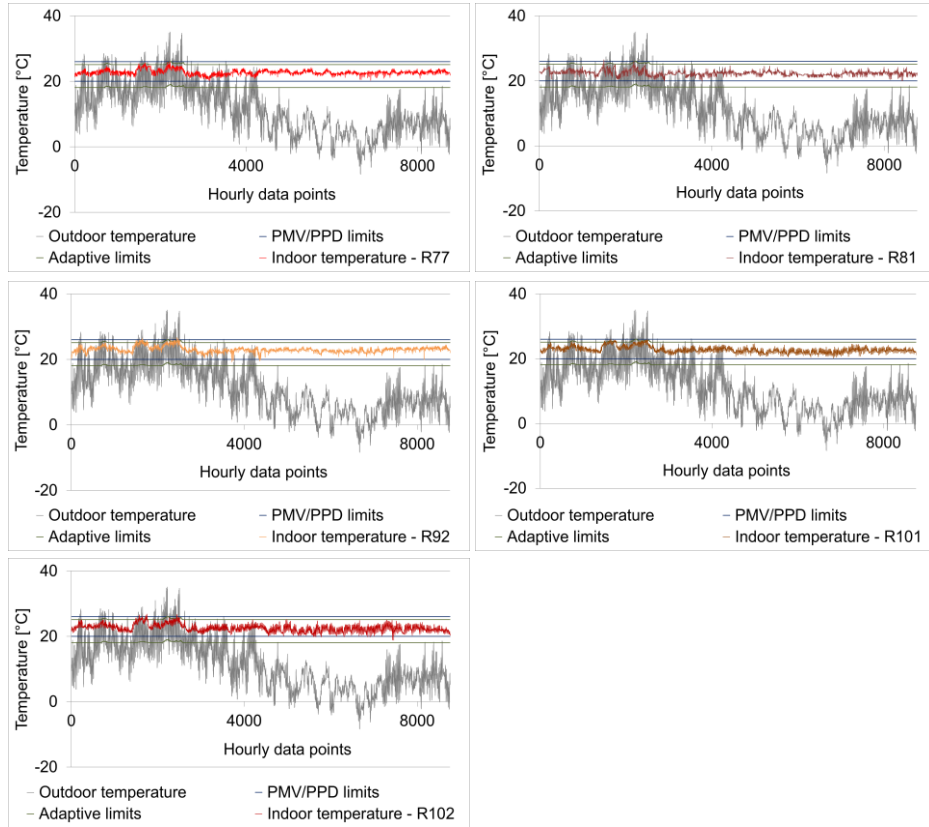 40
20
0
-20
Temperature [°C]
0
4000
8000
Hourly data points
Outdoor temperature
PMV/PPD limits
Adaptive limits
Indoor temperature - R77
40
20
0
-20
Temperature [°C]
0
4000
8000
Hourly data points
Outdoor temperature
PMV/PPD limits
Adaptive limits
Indoor temperature - R81
40
20
0
-20
Temperature [°C]
0
4000
8000
Hourly data points
Outdoor temperature
PMV/PPD limits
Adaptive limits
Indoor temperature - R92
40
20
0
-20
Temperature [°C]
0
4000
8000
Hourly data points
Outdoor temperature
PMV/PPD limits
Adaptive limits
Indoor temperature - R101
40
20
0
-20
Temperature [°C]
0
4000
8000
Hourly data points
Outdoor temperature
PMV/PPD limits
Adaptive limits
Indoor temperature - R102